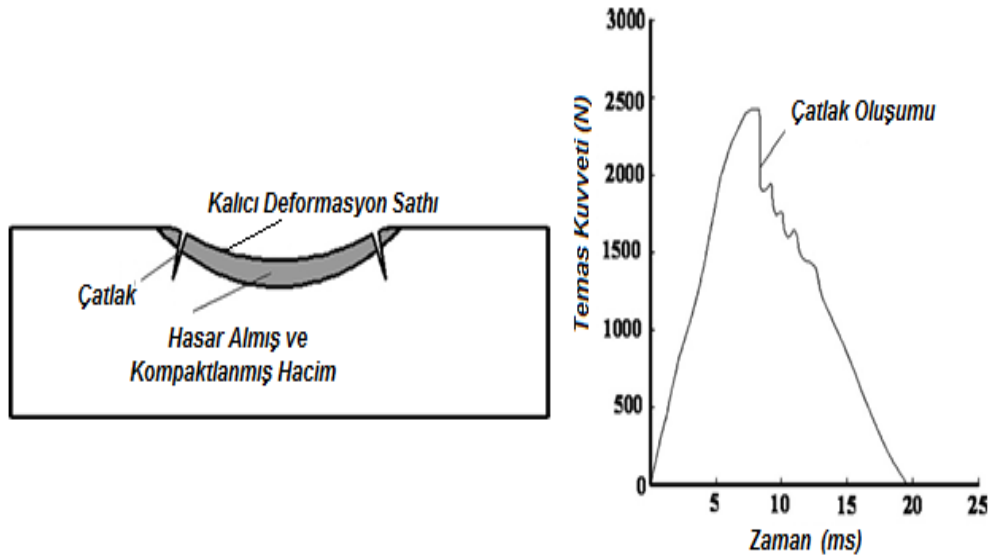 Kalıcı Deformasyon Sathı
Çatlak
Hasar Almış ve
Kompaktlanmış Hacim
Temas Kuvveti (N)
3000
2500
2000
1500
1000
500
0
Çatlak Oluşumu
5 10 15 20 25
Zaman (ms)